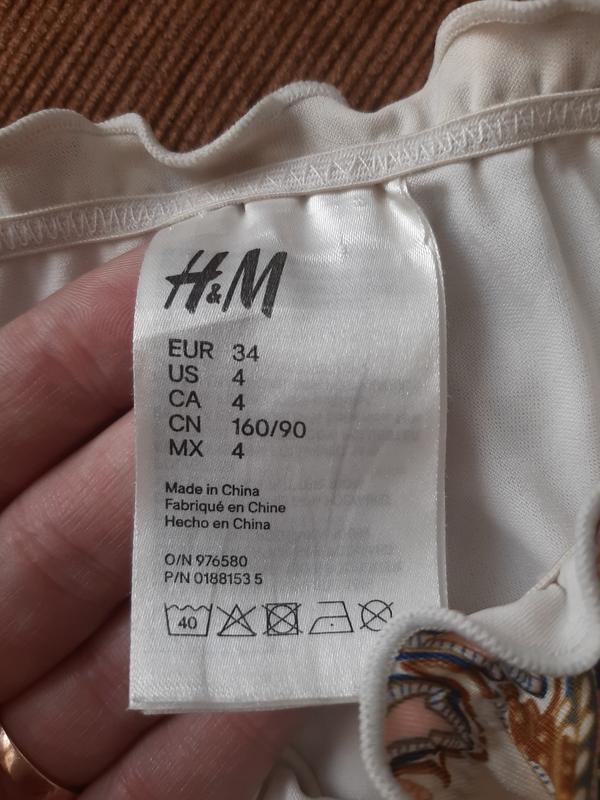 H&M
EUR 34
US 4
CA 4
CN 160/90
MX 4
Made in China
Fabriqué en Chine
Hecho en China
O/N 976580
P/N 0188153 5
40